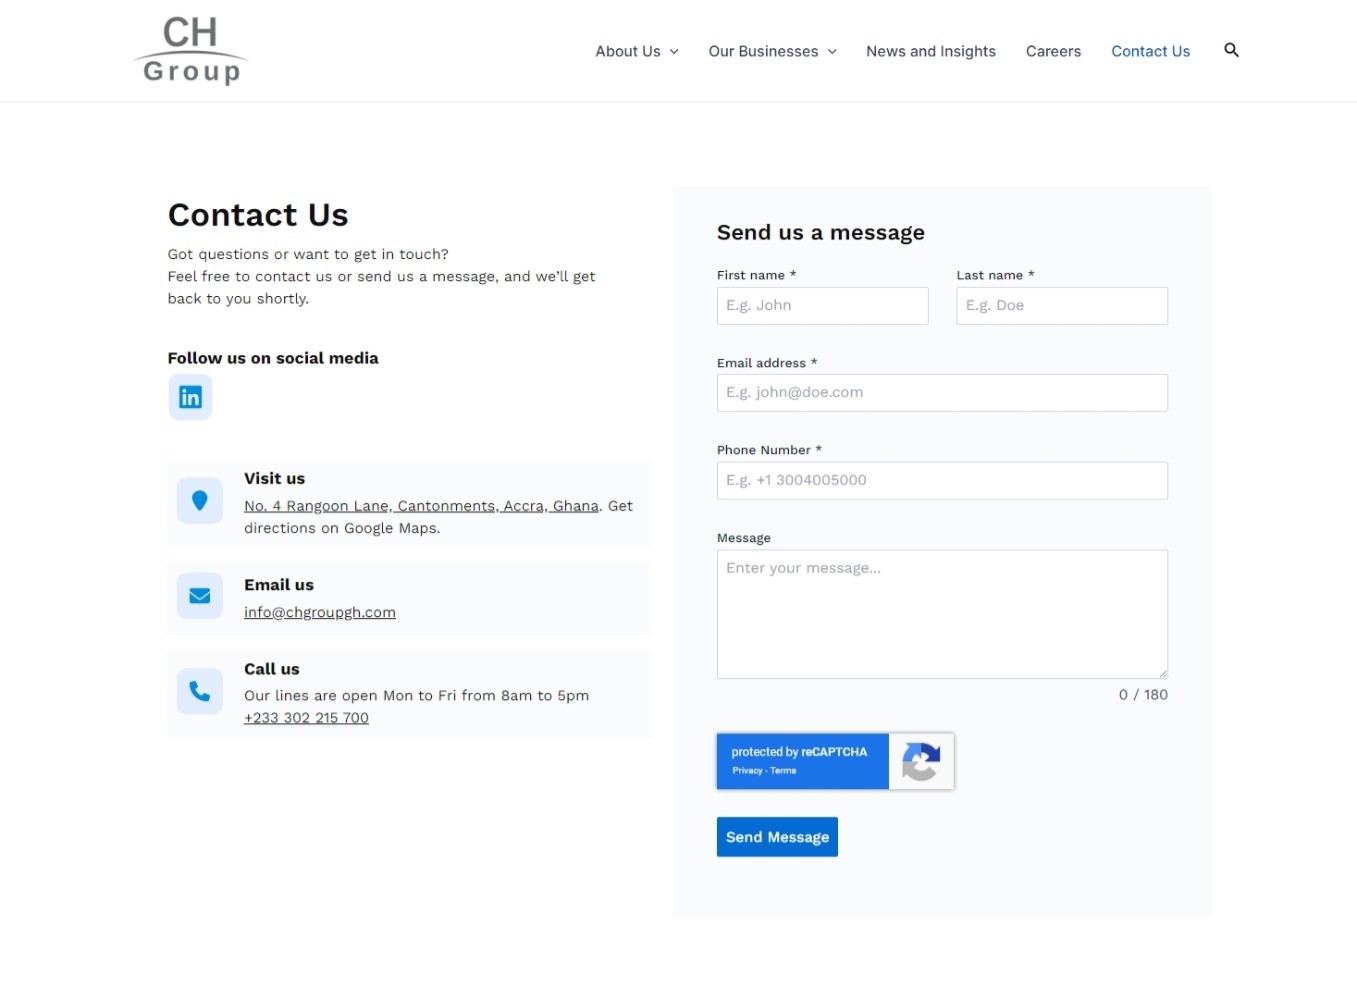 CH
Group
About Us
Our Businesses
News and Insights
Careers
Contact Us
Contact Us
Got questions or want to get in touch?
Feel free to contact us or send us a message, and we'll get
back to you shortly.
Follow us on social media
in
Visit us
No. 4 Rangoon Lane, Cantonments, Accra, Ghana. Get
directions on Google Maps.
Email us
info@chgroupgh.com
Call us
Our lines are open Mon to Fri from 8am to 5pm
+233 302 215 700
Send us a message
First name *
Last name *
E.g. John
E.g. Doe
Email address *
E.g. john@doe.com
Phone Number *
E.g. +1 3004005000
Message
Enter your message...
0 / 180
protected by reCAPTCHA
Privacy - Terms
Send Message